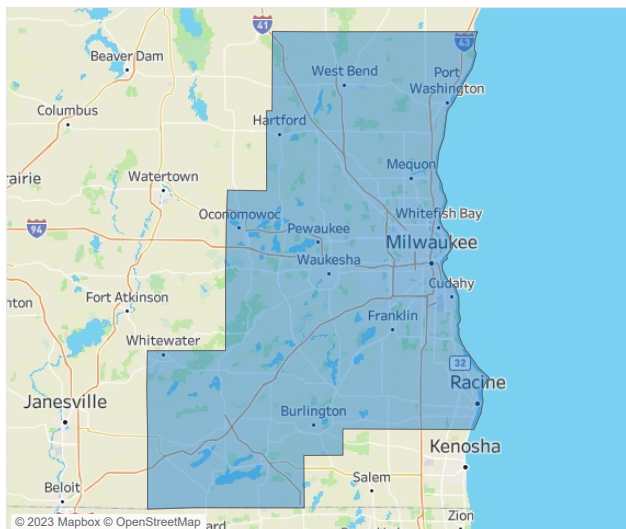 41
43
Beaver Dam
West Bend
Port
Washington
Columbus
Hartford
rairie
Watertown
Mequon
Oconomowoc
Whitefish Bay
94
Pewaukee
Milwaukee
Waukesha
Cudahy
nton
Fort Atkinson
Franklin
Whitewater
32
Racine
Janesville
Burlington
Kenosha
Salem
Beloit
Zion
© 2023 Mapbox © OpenStreetMap
ard